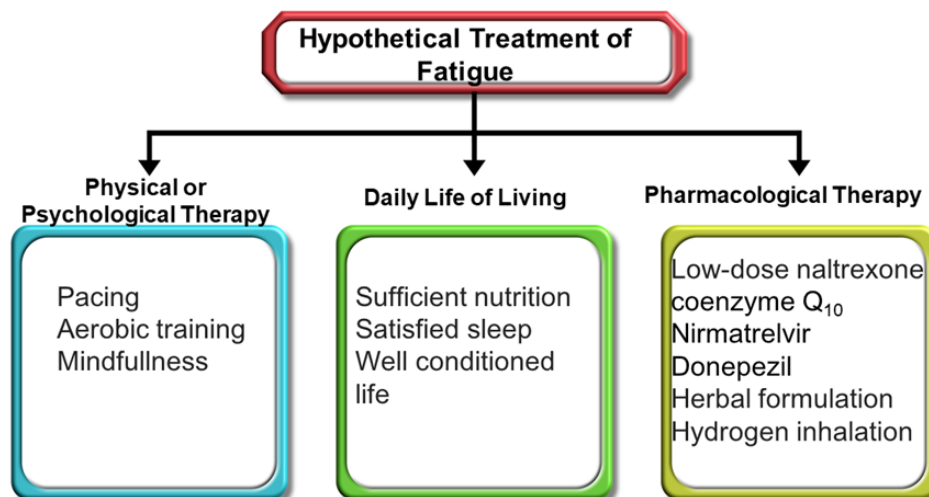 Hypothetical Treatment of
Fatigue
Physical or
Psychological Therapy
Pacing
Aerobic training
Mindfullness
Daily Life of Living
Sufficient nutrition
Satisfied sleep
Well conditioned
life
Pharmacological Therapy
Low-dose naltrexone
coenzyme Q₁₀
Nirmatrelvir
Donepezil
Herbal formulation
Hydrogen inhalation